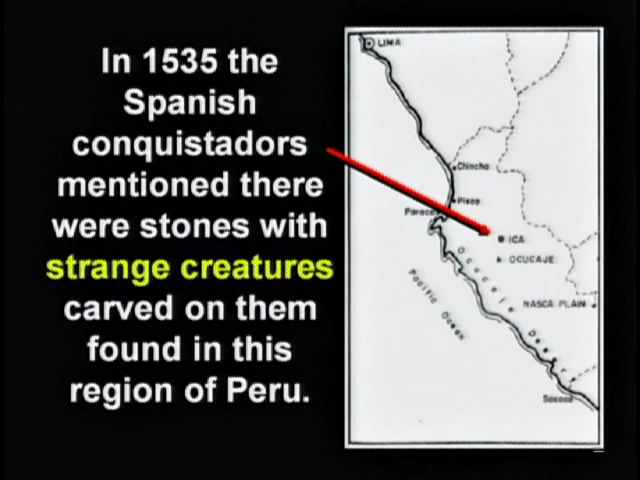 In 1535 the
Spanish
conquistadors
mentioned there
were stones with
strange creatures
carved on them
found in this
region of Peru.
LIMA
Chincha
Pisco
Paracas
ICA
OCUCAJE
Ocucaje Desert
Pacific Ocean
NASCA PLAIN
Sacaco